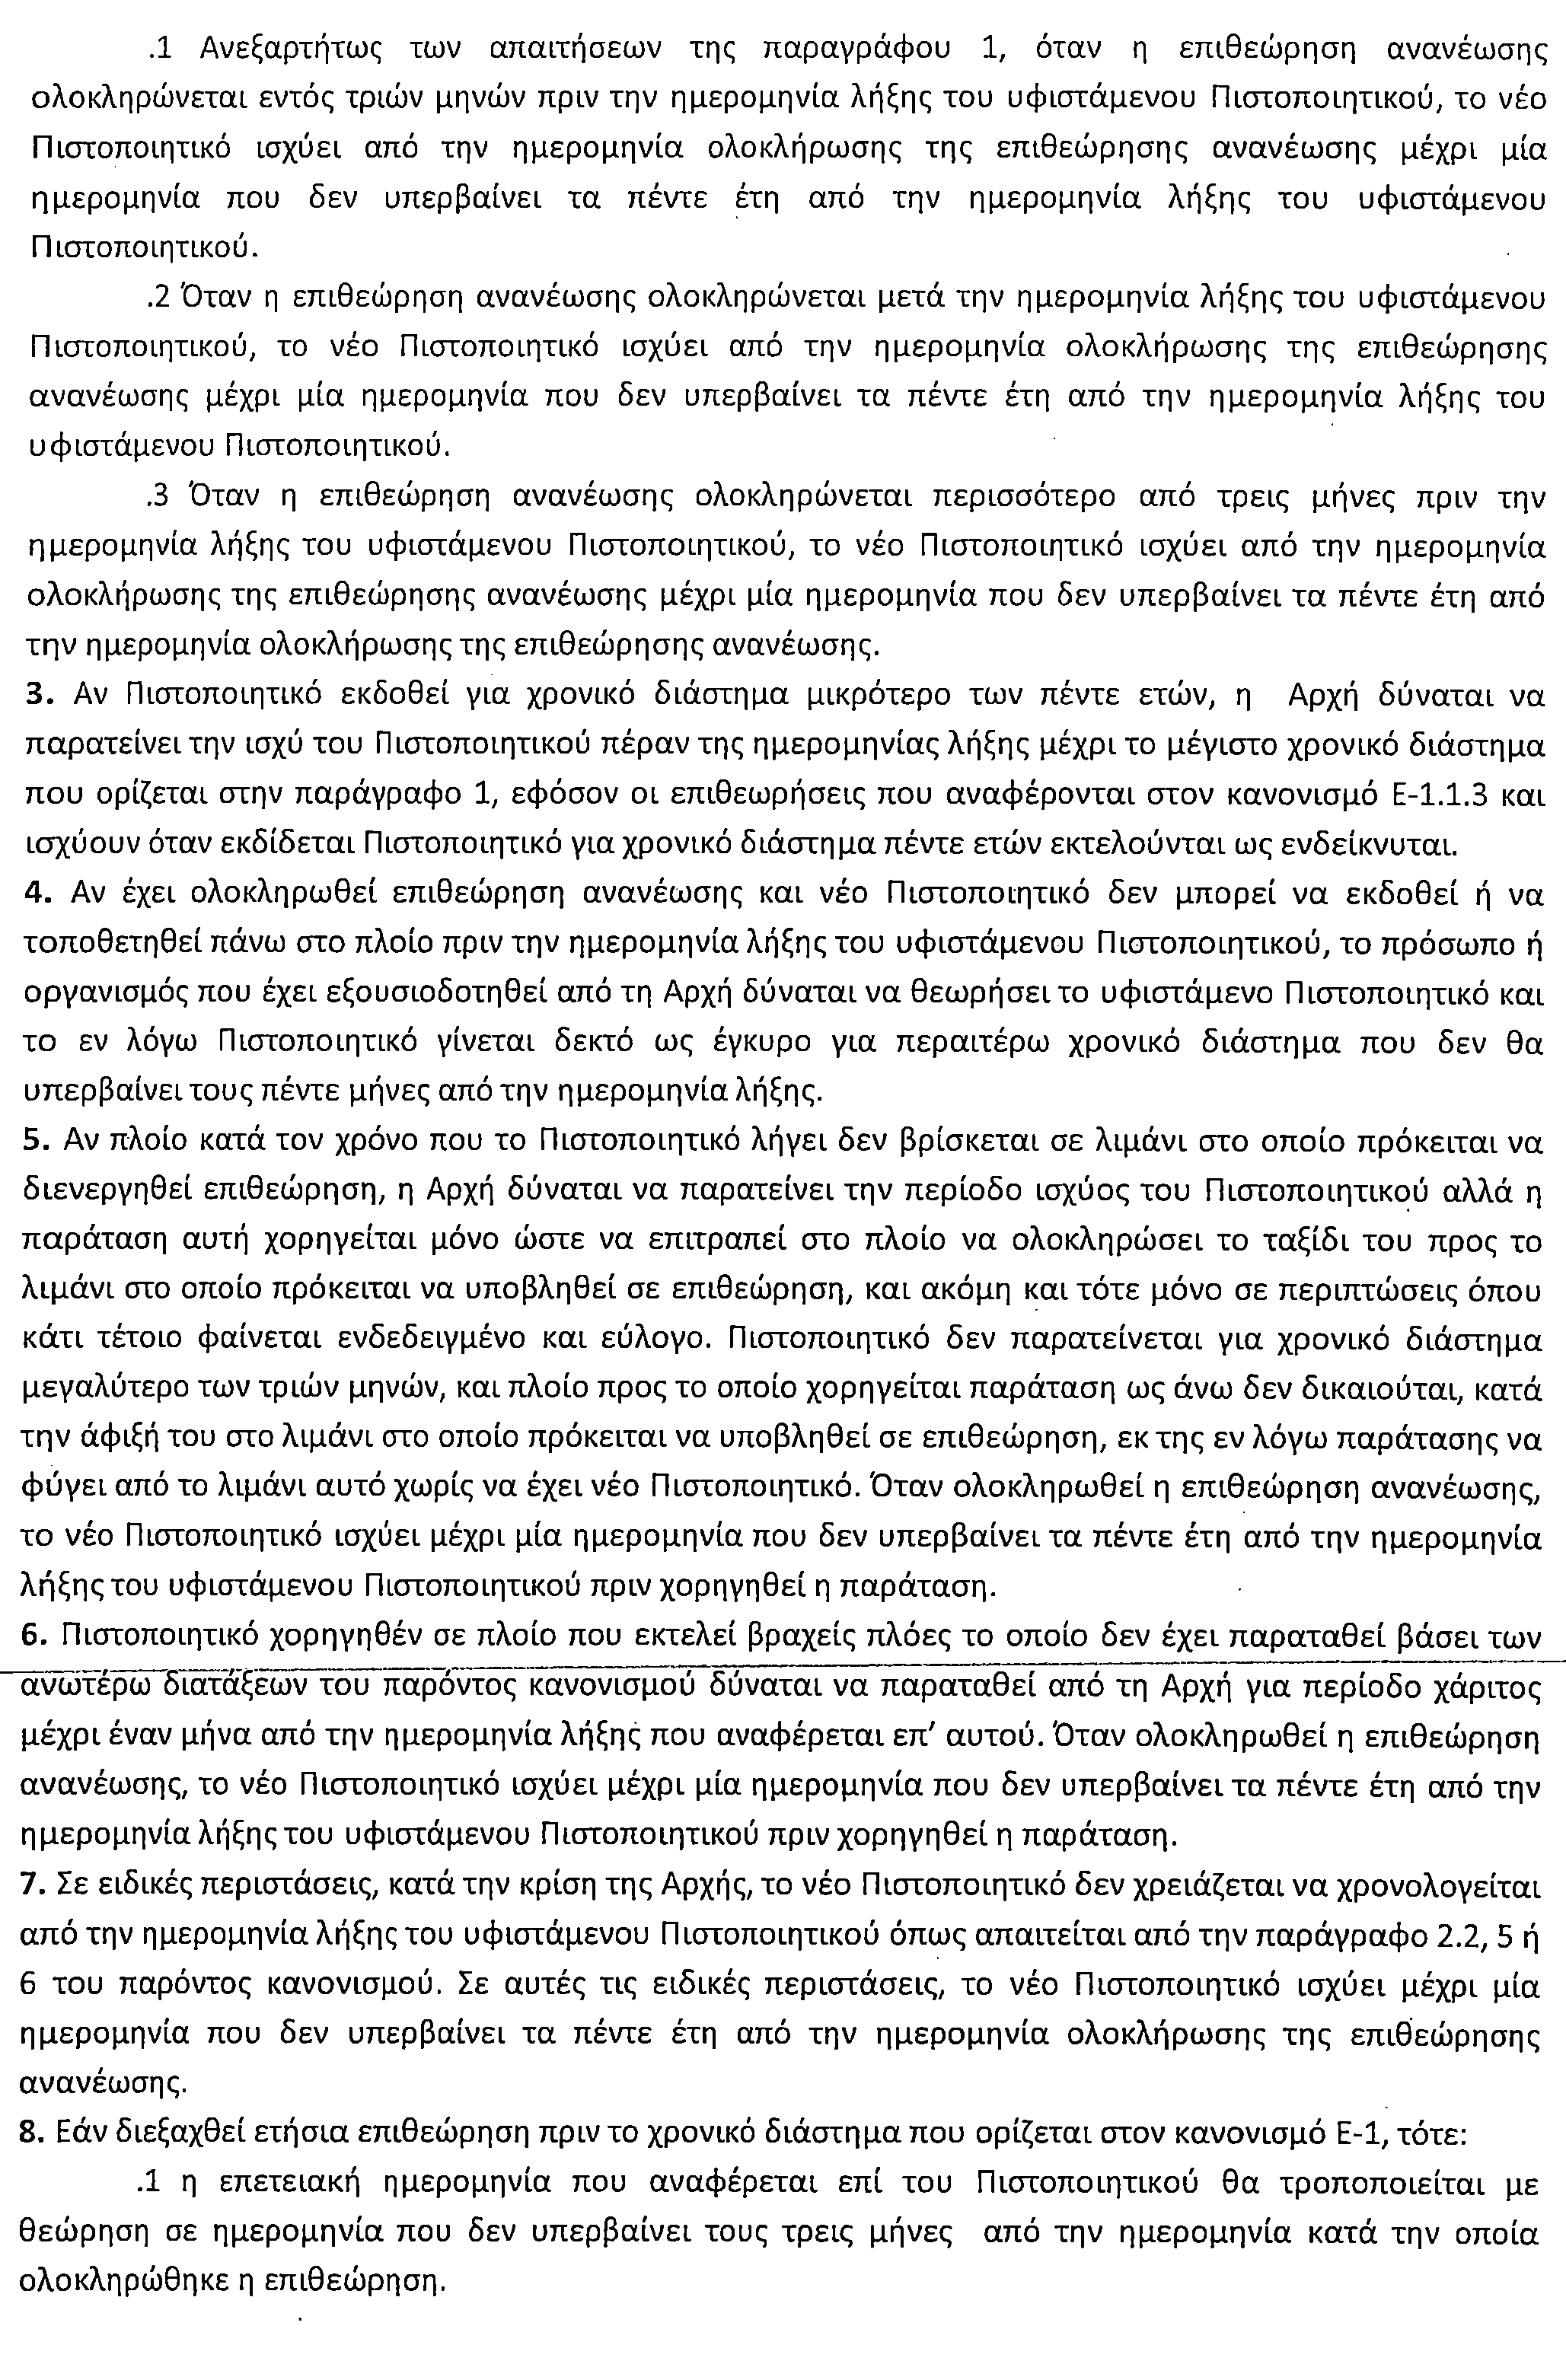 .1 Ανεξαρτήτως των απαιτήσεων της παραγράφου 1, όταν η επιθεώρηση ανανέωσης
ολοκληρώνεται εντός τριών μηνών πριν την ημερομηνία λήξης του υφιστάμενου Πιστοποιητικού, το νέο
Πιστοποιητικό ισχύει από την ημερομηνία ολοκλήρωσης της επιθεώρησης ανανέωσης μέχρι μία
ημερομηνία που δεν υπερβαίνει τα πέντε έτη από την ημερομηνία λήξης του υφιστάμενου
Πιστοποιητικού.
.2 Όταν η επιθεώρηση ανανέωσης ολοκληρώνεται μετά την ημερομηνία λήξης του υφιστάμενου
Πιστοποιητικού, το νέο Πιστοποιητικό ισχύει από την ημερομηνία ολοκλήρωσης της επιθεώρησης
ανανέωσης μέχρι μία ημερομηνία που δεν υπερβαίνει τα πέντε έτη από την ημερομηνία λήξης του
υφιστάμενου Πιστοποιητικού.
.3 Όταν η επιθεώρηση ανανέωσης ολοκληρώνεται περισσότερο από τρεις μήνες πριν την
ημερομηνία λήξης του υφιστάμενου Πιστοποιητικού, το νέο Πιστοποιητικό ισχύει από την ημερομηνία
ολοκλήρωσης της επιθεώρησης ανανέωσης μέχρι μία ημερομηνία που δεν υπερβαίνει τα πέντε έτη από
την ημερομηνία ολοκλήρωσης της επιθεώρησης ανανέωσης.
3. Αν Πιστοποιητικό εκδοθεί για χρονικό διάστημα μικρότερο των πέντε ετών, η Αρχή δύναται να
παρατείνει την ισχύ του Πιστοποιητικού πέραν της ημερομηνίας λήξης μέχρι το μέγιστο χρονικό διάστημα
που ορίζεται στην παράγραφο 1, εφόσον οι επιθεωρήσεις που αναφέρονται στον κανονισμό Ε-1.1.3 και
ισχύουν όταν εκδίδεται Πιστοποιητικό για χρονικό διάστημα πέντε ετών εκτελούνται ως ενδείκνυται.
4. Αν έχει ολοκληρωθεί επιθεώρηση ανανέωσης και νέο Πιστοποιητικό δεν μπορεί να εκδοθεί ή να
τοποθετηθεί πάνω στο πλοίο πριν την ημερομηνία λήξης του υφιστάμενου Πιστοποιητικού, το πρόσωπο ή
οργανισμός που έχει εξουσιοδοτηθεί από τη Αρχή δύναται να θεωρήσει το υφιστάμενο Πιστοποιητικό και
το εν λόγω Πιστοποιητικό γίνεται δεκτό ως έγκυρο για περαιτέρω χρονικό διάστημα που δεν θα
υπερβαίνει τους πέντε μήνες από την ημερομηνία λήξης.
5. Αν πλοίο κατά τον χρόνο που το Πιστοποιητικό λήγει δεν βρίσκεται σε λιμάνι στο οποίο πρόκειται να
διενεργηθεί επιθεώρηση, η Αρχή δύναται να παρατείνει την περίοδο ισχύος του Πιστοποιητικού αλλά η
παράταση αυτή χορηγείται μόνο ώστε να επιτραπεί στο πλοίο να ολοκληρώσει το ταξίδι του προς το
λιμάνι στο οποίο πρόκειται να υποβληθεί σε επιθεώρηση, και ακόμη και τότε μόνο σε περιπτώσεις όπου
κάτι τέτοιο φαίνεται ενδεδειγμένο και εύλογο. Πιστοποιητικό δεν παρατείνεται για χρονικό διάστημα
μεγαλύτερο των τριών μηνών, και πλοίο προς το οποίο χορηγείται παράταση ως άνω δεν δικαιούται, κατά
την άφιξή του στο λιμάνι στο οποίο πρόκειται να υποβληθεί σε επιθεώρηση, εκ της εν λόγω παράτασης να
φύγει από το λιμάνι αυτό χωρίς να έχει νέο Πιστοποιητικό. Όταν ολοκληρωθεί η επιθεώρηση ανανέωσης,
το νέο Πιστοποιητικό ισχύει μέχρι μία ημερομηνία που δεν υπερβαίνει τα πέντε έτη από την ημερομηνία
λήξης του υφιστάμενου Πιστοποιητικού πριν χορηγηθεί η παράταση.
6. Πιστοποιητικό χορηγηθέν σε πλοίο που εκτελεί βραχείς πλόες το οποίο δεν έχει παραταθεί βάσει των
ανωτέρω διατάξεων του παρόντος κανονισμού δύναται να παραταθεί από τη Αρχή για περίοδο χάριτος
μέχρι έναν μήνα από την ημερομηνία λήξης που αναφέρεται επ' αυτού. Όταν ολοκληρωθεί η επιθεώρηση
ανανέωσης, το νέο Πιστοποιητικό ισχύει μέχρι μία ημερομηνία που δεν υπερβαίνει τα πέντε έτη από την
ημερομηνία λήξης του υφιστάμενου Πιστοποιητικού πριν χορηγηθεί η παράταση.
7. Σε ειδικές περιστάσεις, κατά την κρίση της Αρχής, το νέο Πιστοποιητικό δεν χρειάζεται να χρονολογείται
από την ημερομηνία λήξης του υφιστάμενου Πιστοποιητικού όπως απαιτείται από την παράγραφο 2.2, 5 ή
6 του παρόντος κανονισμού. Σε αυτές τις ειδικές περιστάσεις, το νέο Πιστοποιητικό ισχύει μέχρι μία
ημερομηνία που δεν υπερβαίνει τα πέντε έτη από την ημερομηνία ολοκλήρωσης της επιθεώρησης
ανανέωσης.
8. Εάν διεξαχθεί ετήσια επιθεώρηση πριν το χρονικό διάστημα που ορίζεται στον κανονισμό Ε-1, τότε:
.1 η επετειακή ημερομηνία που αναφέρεται επί του Πιστοποιητικού θα τροποποιείται με
θεώρηση σε ημερομηνία που δεν υπερβαίνει τους τρεις μήνες από την ημερομηνία κατά την οποία
ολοκληρώθηκε η επιθεώρηση.